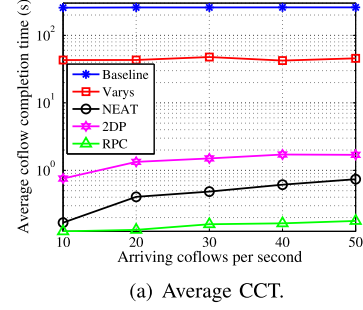 Average coflow completion time (s)
10²
10¹
10⁰
Baseline
Varys
NEAT
2DP
RPC
10 20 30 40 50
Arriving coflows per second
(a) Average CCT.